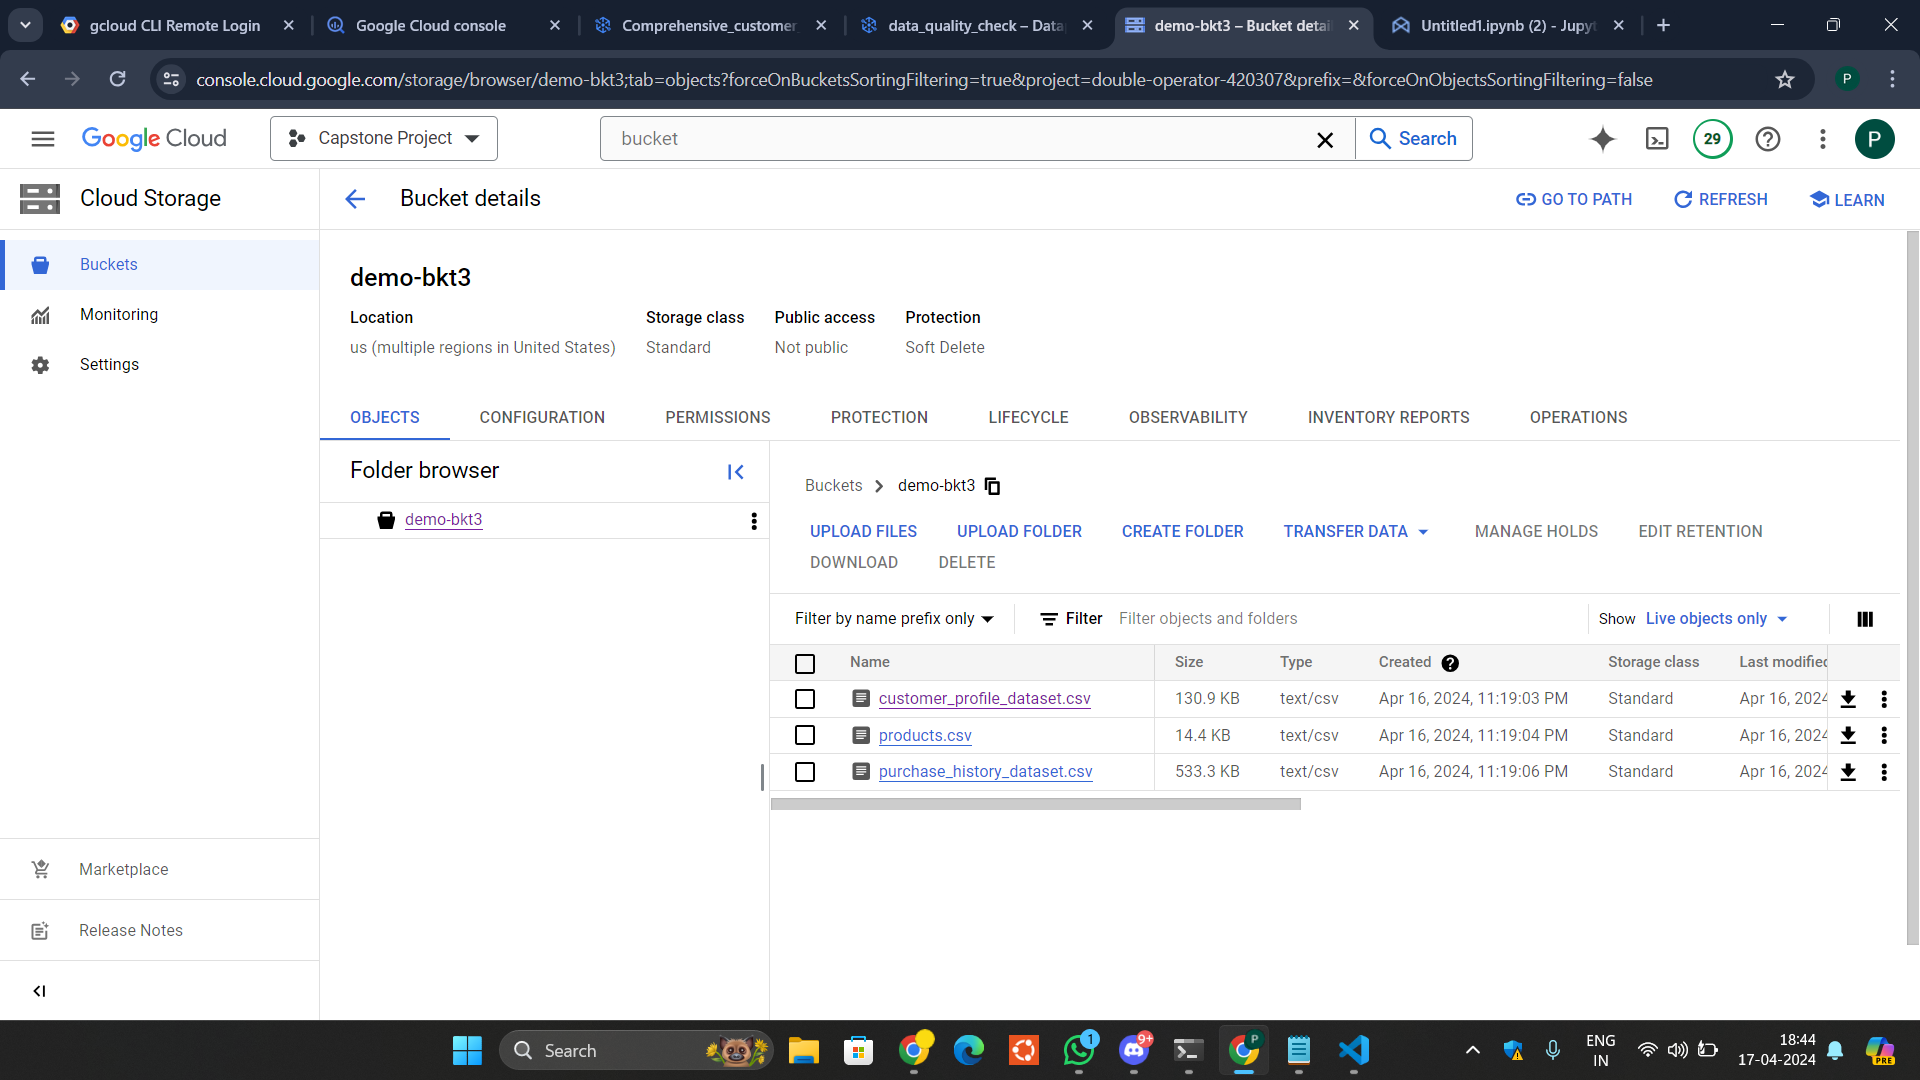 gcloud CLI Remote Login
Google Cloud console
Comprehensive_customer
data_quality_check – Data
demo-bkt3 – Bucket detai
Untitled1.ipynb (2) - Jupyt
console.cloud.google.com/storage/browser/demo-bkt3;tab=objects?forceOnBucketsSortingFiltering=true&project=double-operator-420307&prefix=&forceOnObjectsSortingFiltering=false
P
Google Cloud
Capstone Project
bucket
Search
29
P
Cloud Storage
Bucket details
GO TO PATH
REFRESH
LEARN
Buckets
Monitoring
Settings
demo-bkt3
Location Storage class Public access Protection
us (multiple regions in United States) Standard Not public Soft Delete
OBJECTS CONFIGURATION PERMISSIONS PROTECTION LIFECYCLE OBSERVABILITY INVENTORY REPORTS OPERATIONS
Folder browser
demo-bkt3
Buckets demo-bkt3
UPLOAD FILES UPLOAD FOLDER CREATE FOLDER TRANSFER DATA MANAGE HOLDS EDIT RETENTION
DOWNLOAD DELETE
Filter by name prefix only Filter Filter objects and folders Show Live objects only
Name Size Type Created Storage class Last modified
customer_profile_dataset.csv 130.9 KB text/csv Apr 16, 2024, 11:19:03 PM Standard Apr 16, 2024
products.csv 14.4 KB text/csv Apr 16, 2024, 11:19:04 PM Standard Apr 16, 2024
purchase_history_dataset.csv 533.3 KB text/csv Apr 16, 2024, 11:19:06 PM Standard Apr 16, 2024
Marketplace
Release Notes
Search
1
9+
P
ENG
IN
18:44
17-04-2024
PRE